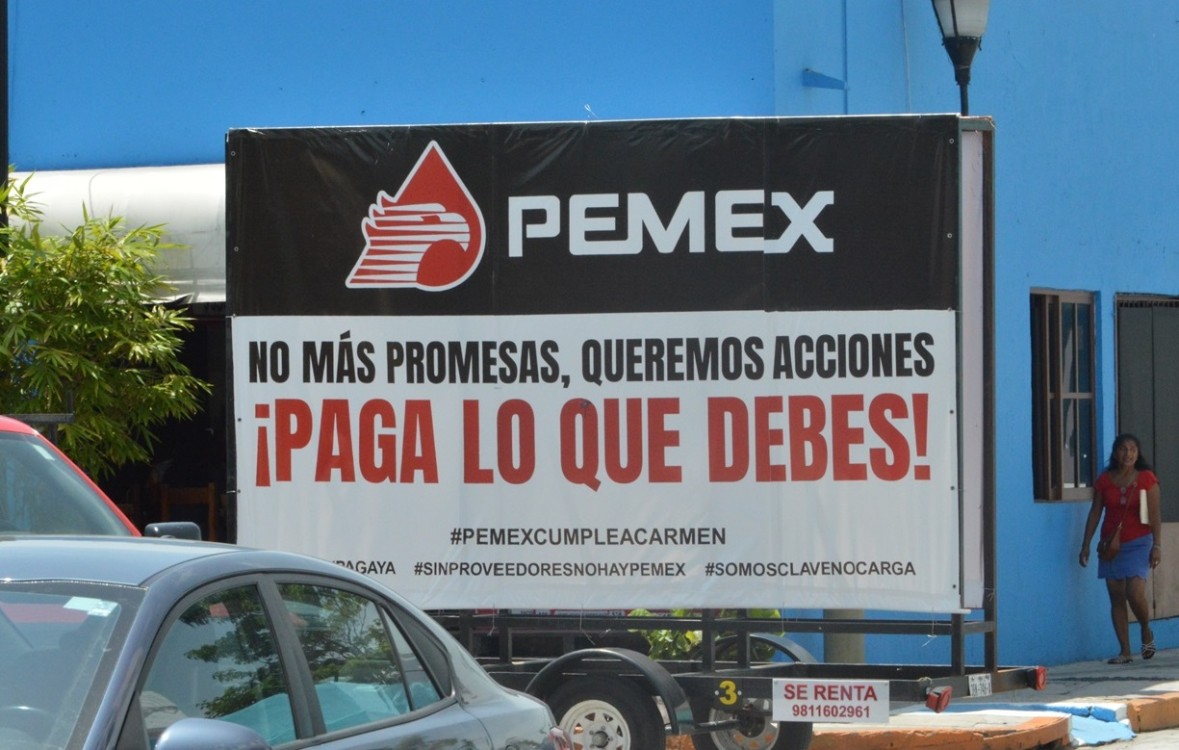 PEMEX
NO MÁS PROMESAS, QUEREMOS ACCIONES
¡PAGA LO QUE DEBES!
#PEMEXCUMPLEACARMEN
#SINPROVEEDORESNOHAYPEMEX #SOMOSCLAVENOCARGA
3
SE RENTA
9811602961